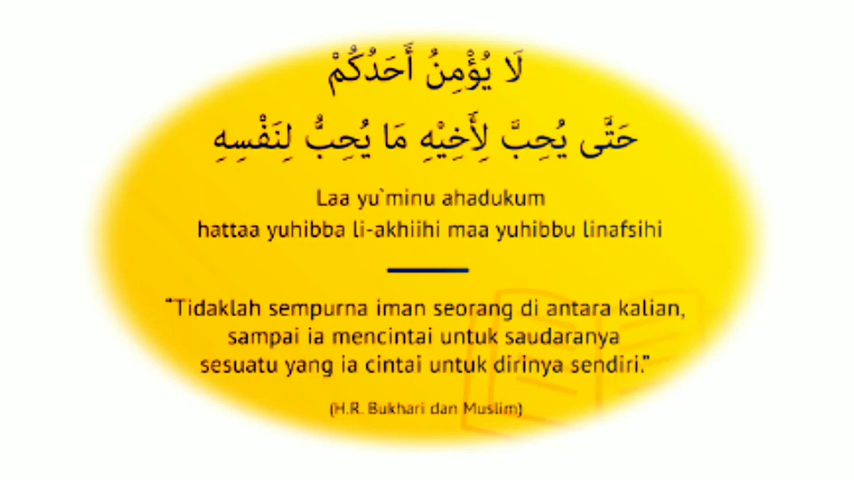 لَا يُؤْمِنُ أَحَدُكُمْ
حَتَّى يُحِبَّ لِأَخِيْهِ مَا يُحِبُّ لِنَفْسِهِ
Laa yu`minu ahadukum
hattaa yuhibba li-akhiihi maa yuhibbu linafsihi
“Tidaklah sempurna iman seorang di antara kalian,
sampai ia mencintai untuk saudaranya
sesuatu yang ia cintai untuk dirinya sendiri.”
(H.R. Bukhari dan Muslim)